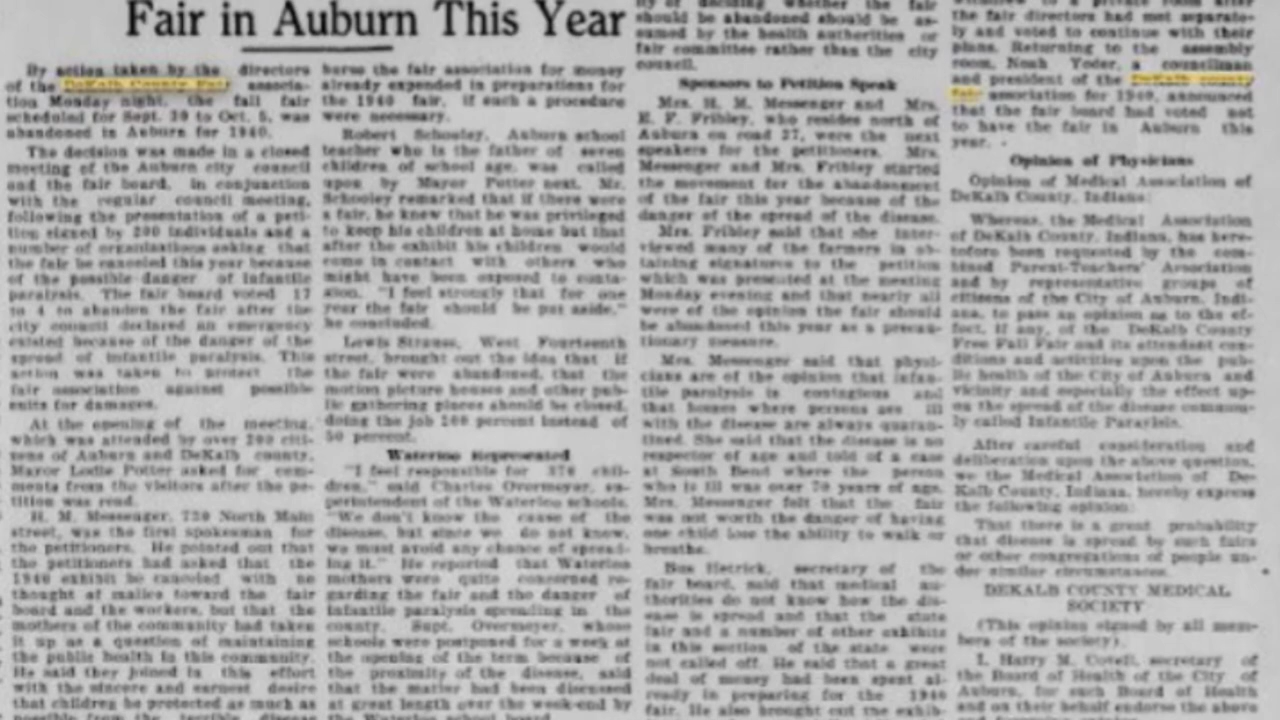 Fair in Auburn This Year
By action taken by the directors
of the DeKalb County Fair associa-
tion Monday night, the fall fair
scheduled for Sept. 30 to Oct. 5, was
abandoned in Auburn for 1940.
The decision was made in a closed
meeting of the Auburn city council
and the fair board, in conjunction
with the regular council meeting,
following the presentation of a peti-
tion signed by 200 individuals and a
number of organizations asking that
the fair be canceled this year because
of the possible danger of infantile
paralysis. The fair board voted 17
to 4 to abandon the fair after the
city council declared an emergency
existed because of the danger of the
spread of infantile paralysis. This
action was taken to protect the
fair association against possible
suits for damages.
At the opening of the meeting,
which was attended by over 200 citi-
zens of Auburn and DeKalb county,
Mayor Lodie Potter asked for com-
ments from the visitors after the pe-
tition was read.
H. M. Messenger, 730 North Main
street, was the first spokesman for
the petitioners. He pointed out that
the petitioners had asked that the
1940 exhibit be canceled with no
thought of malice toward the fair
board and the workers, but that the
mothers of the community had taken
it up as a question of maintaining
the public health in this community.
He said they joined in this effort
with the sincere and earnest desire
that children be protected as much as
possible from the terrible disease
burse the fair association for money
already expended in preparations for
the 1940 fair, if such a procedure
were necessary.
Robert Schooley, Auburn school
teacher who is the father of seven
children of school age, was called
upon by Mayor Potter next. Mr.
Schooley remarked that if there were
a fair, he knew that he was privileged
to keep his children at home but that
after the exhibit his children would
come in contact with others who
might have been exposed to conta-
gion. "I feel strongly that for one
year the fair should be put aside,"
he concluded.
Lewis Strauss, West Fourteenth
street, brought out the idea that if
the fair were abandoned, that the
motion picture houses and other pub-
lic gathering places should be closed,
doing the job 100 percent instead of
50 percent.
Waterloo Represented
"I feel responsible for 376 chil-
dren," said Charles Overmeyer, su-
perintendent of the Waterloo schools.
"We don't know the cause of the
disease, but since we do not know,
we must avoid any chance of spread-
ing it." He reported that Waterloo
mothers were quite concerned re-
garding the fair and the danger of
infantile paralysis spreading in the
county. Supt. Overmeyer, whose
schools were postponed for a week at
the opening of the term because of
the proximity of the disease, said
that the matter had been discussed
at great length over the week-end by
the Waterloo school board.
ity of deciding whether the fair
should be abandoned should be as-
sumed by the health authorities or
fair committee rather than the city
council.
Sponsors to Petition Speak
Mrs. H. M. Messenger and Mrs.
E. F. Fribley, who resides north of
Auburn on road 27, were the next
speakers for the petitioners. Mrs.
Messenger and Mrs. Fribley started
the movement for the abandonment
of the fair this year because of the
danger of the spread of the disease.
Mrs. Fribley said that she inter-
viewed many of the farmers in ob-
taining signatures to the petition
which was presented at the meeting
Monday evening and that nearly all
were of the opinion the fair should
be abandoned this year as a precau-
tionary measure.
Mrs. Messenger said that physi-
cians are of the opinion that infan-
tile paralysis is contagious and
that houses where persons are ill
with the disease are always quaran-
tined. She said that the disease is no
respector of age and told of a case
at South Bend where the person
who is ill was over 70 years of age.
Mrs. Messenger felt that the fair
was not worth the danger of having
one child lose the ability to walk or
breathe.
Hetrick, secretary of the
fair board, said that medical au-
thorities do not know how the dis-
ease is spread and that the state
fair and a number of other exhibits
in this section of the state were
not called off. He said that a great
deal of money had been spent al-
ready in preparing for the 1940
fair. He also brought out the exhib-
withdrew to a private room after
the fair directors had met separate-
ly and voted to continue with their
plans. Returning to the assembly
room, Noah Yoder, a councilman
and president of the DeKalb county
fair association for 1940, announced
that the fair board had voted not
to have the fair in Auburn this
year.
Opinion of Physicians
Opinion of Medical Association of
DeKalb County, Indiana:
Whereas, the Medical Association
of DeKalb County, Indiana, has here-
tofore been requested by the com-
bined Parent-Teachers' Association
and by representative groups of
citizens of the City of Auburn, Indi-
ana, to pass an opinion as to the ef-
fect, if any, of the DeKalb County
Free Fall Fair and its attendant con-
ditions and activities upon the pub-
lic health of the City of Auburn and
vicinity and especially the effect up-
on the spread of the disease common-
ly called Infantile Paralysis.
After careful consideration and
deliberation upon the above question,
we the Medical Association of De-
Kalb County, Indiana, hereby express
the following opinion:
That there is a great probability
that disease is spread by such fairs
or other congregations of people un-
der similar circumstances.
DEKALB COUNTY MEDICAL
SOCIETY
(This opinion signed by all mem-
bers of the society).
I, Harry M. Covell, secretary of
the Board of Health of the City of
Auburn, for such Board of Health
and on their behalf endorse the above